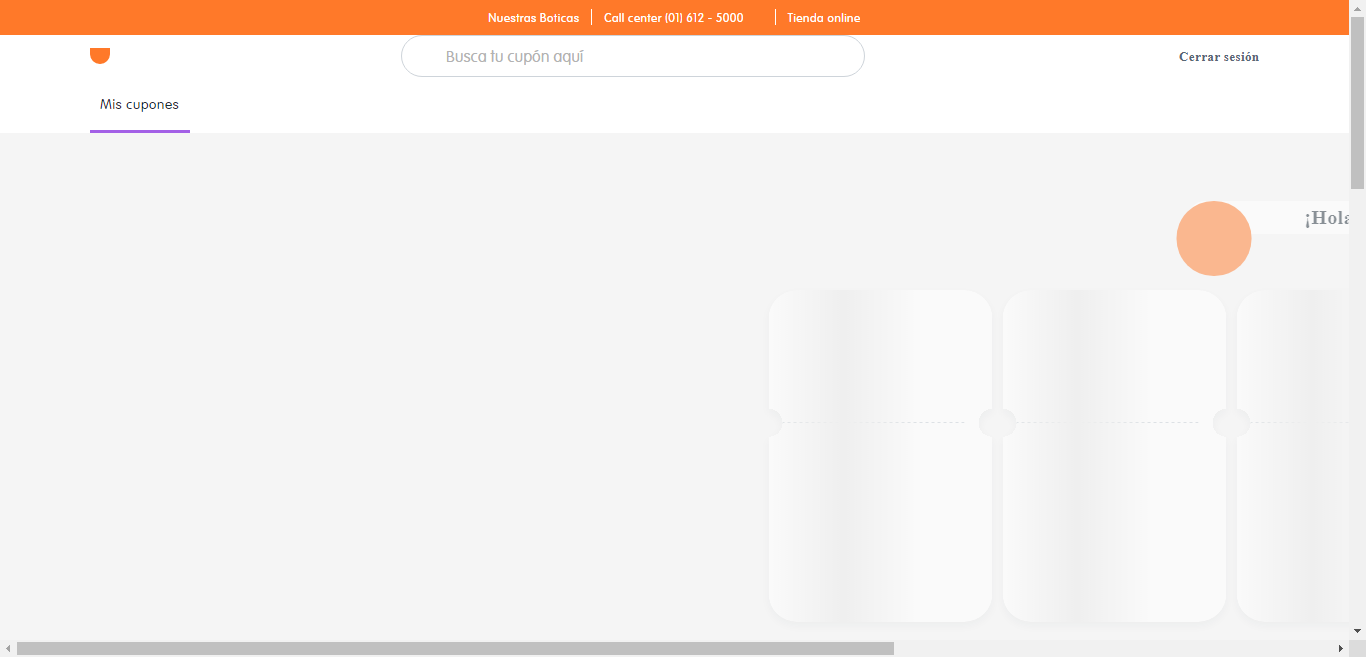 Nuestras Boticas
Call center (01) 612 - 5000
Tienda online
Busca tu cupón aquí
Cerrar sesión
Mis cupones
¡Hola